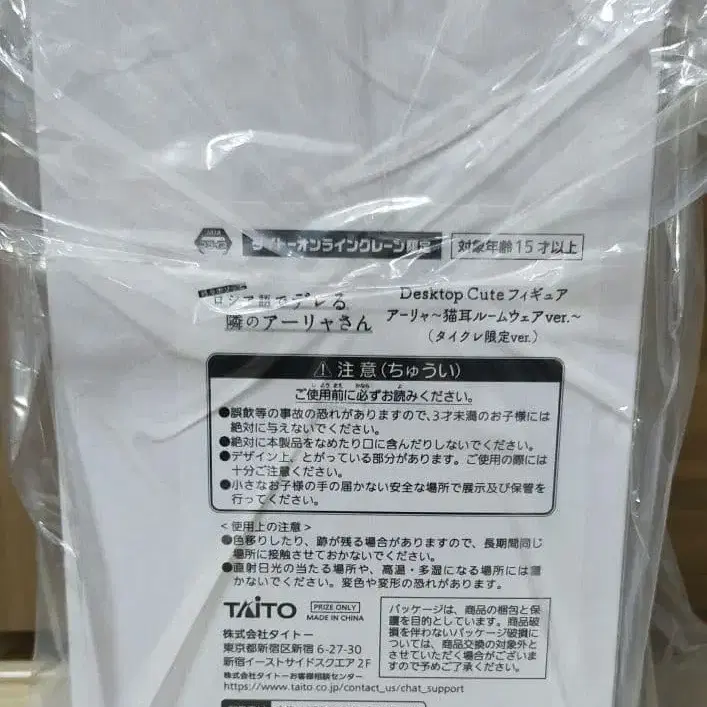 タイトーオンラインクレーン限定
対象年齢15才以上
ロシア語でデレる
隣のアーリャさん
Desktop Cuteフィギュア
アーリャ～猫耳ルームウェアver.～
（タイクレ限定ver.）
⚠注意（ちゅうい）
ご使用前に必ずお読みください。
●誤飲等の事故の恐れがありますので、3才未満のお子様には
絶対に与えないでください。
●絶対に本製品をなめたり口に含んだりしないでください。
●デザイン上、とがっている部分があります。ご使用の際には
十分ご注意ください。
●小さなお子様の手の届かない安全な場所で展示及び保管を
行ってください。
＜使用上の注意＞
●色移りしたり、跡が残る場合がありますので、長期間同じ
場所に接触させておかないでください。
●直射日光の当たる場所や、高温・多湿になる場所には置
かないでください。変色や変形の恐れがあります。
TAITO
PRIZE ONLY
MADE IN CHINA
株式会社タイトー
東京都新宿区新宿 6-27-30
新宿イーストサイドスクエア 2F
株式会社タイトーお客様相談センター
https://www.taito.co.jp/contact_us/chat_support
パッケージは、商品の梱包と保
護を目的としています。商品破
損を伴わないパッケージ破損に
ついては、商品交換の対象外と
させていただく場合がございま
すので予めご了承ください。